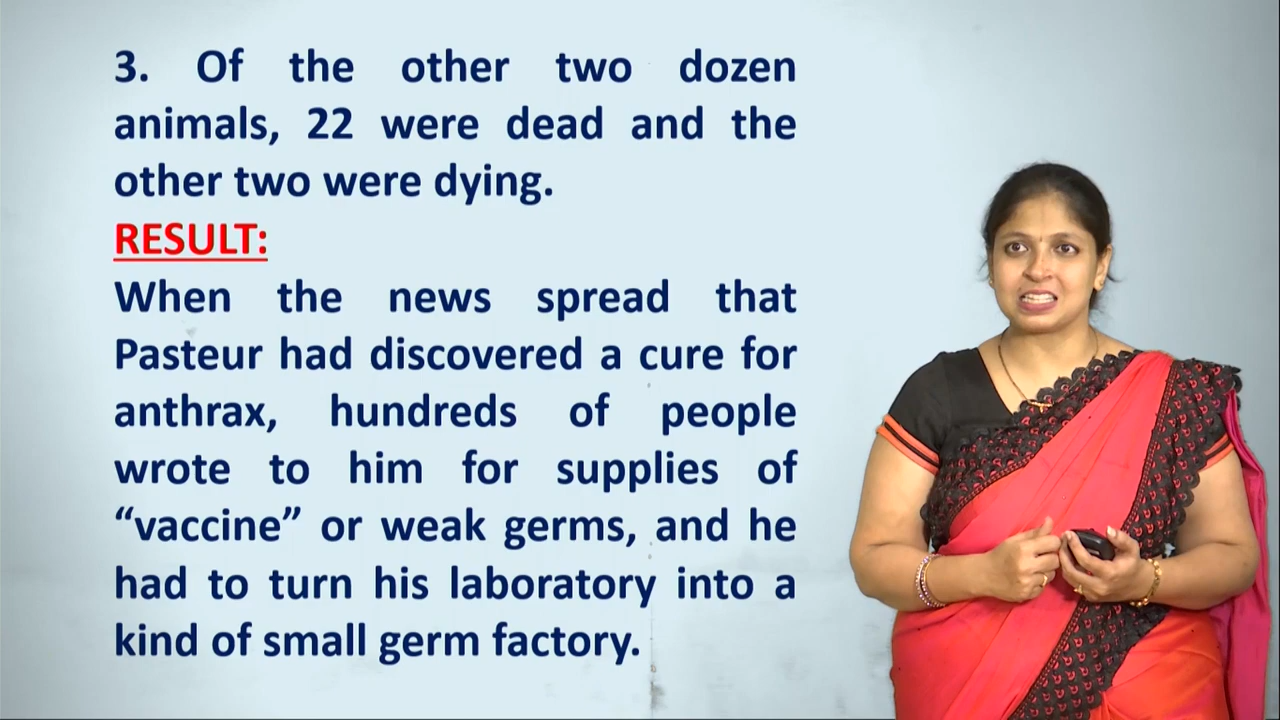 3. Of the other two dozen
animals, 22 were dead and the
other two were dying.
RESULT:
When the news spread that
Pasteur had discovered a cure for
anthrax, hundreds of people
wrote to him for supplies of
“vaccine” or weak germs, and he
had to turn his laboratory into a
kind of small germ factory.